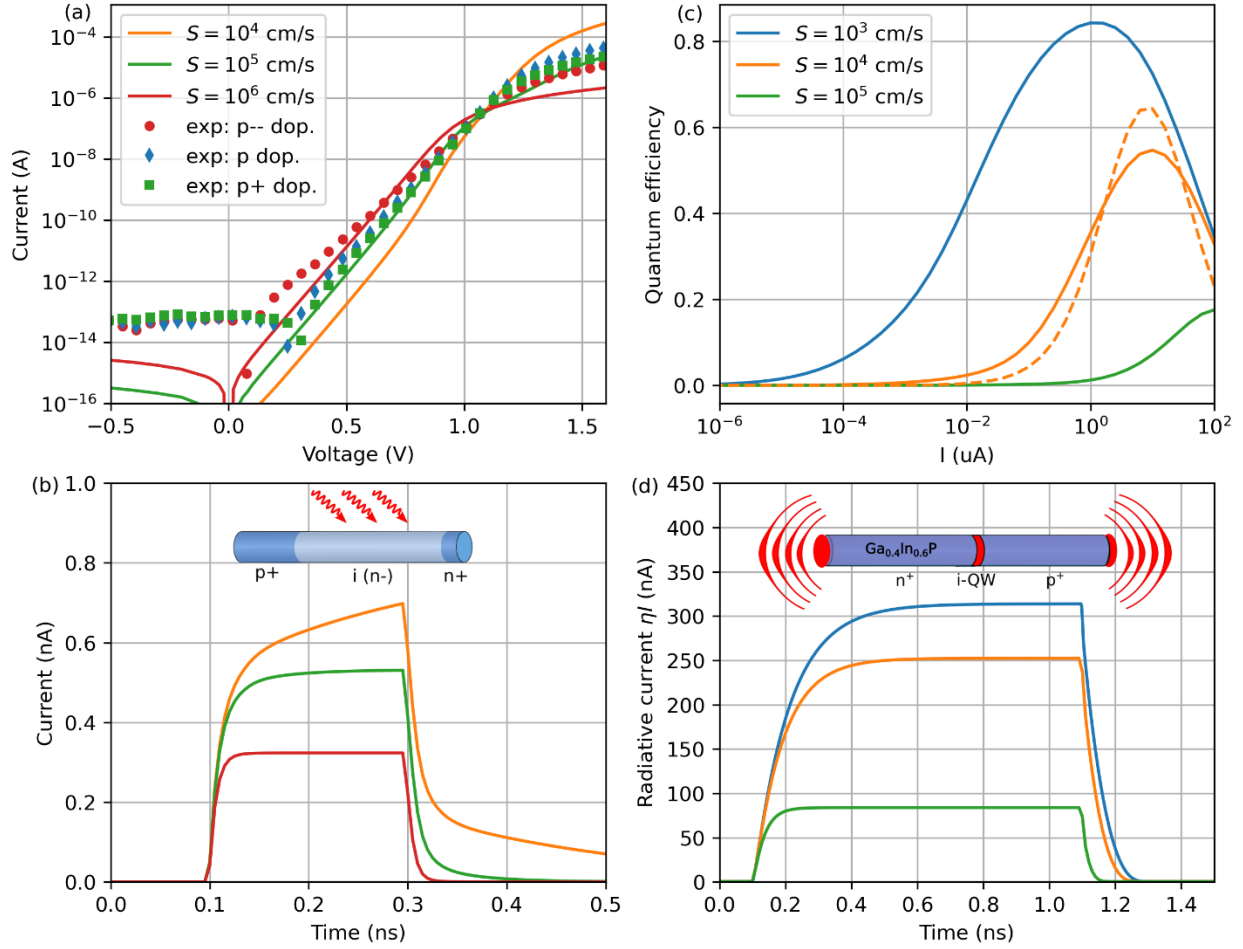 (a)
S = 10⁴ cm/s
S = 10⁵ cm/s
S = 10⁶ cm/s
exp: p-- dop.
exp: p dop.
exp: p+ dop.
10⁻⁴
10⁻⁶
10⁻⁸
10⁻¹⁰
10⁻¹²
10⁻¹⁴
10⁻¹⁶
Current (A)
−0.5 0.0 0.5 1.0 1.5
Voltage (V)
(c)
S = 10³ cm/s
S = 10⁴ cm/s
S = 10⁵ cm/s
0.8
0.6
0.4
0.2
0.0
Quantum efficiency
10⁻⁶ 10⁻⁴ 10⁻² 10⁰ 10²
I (uA)
(b)
p+ i (n-) n+
1.0
0.8
0.6
0.4
0.2
0.0
Current (nA)
0.0 0.1 0.2 0.3 0.4 0.5
Time (ns)
(d)
Ga₀.₄In₀.₆P
n⁺ i-QW p⁺
450
400
350
300
250
200
150
100
50
0
Radiative current ηI (nA)
0.0 0.2 0.4 0.6 0.8 1.0 1.2 1.4
Time (ns)